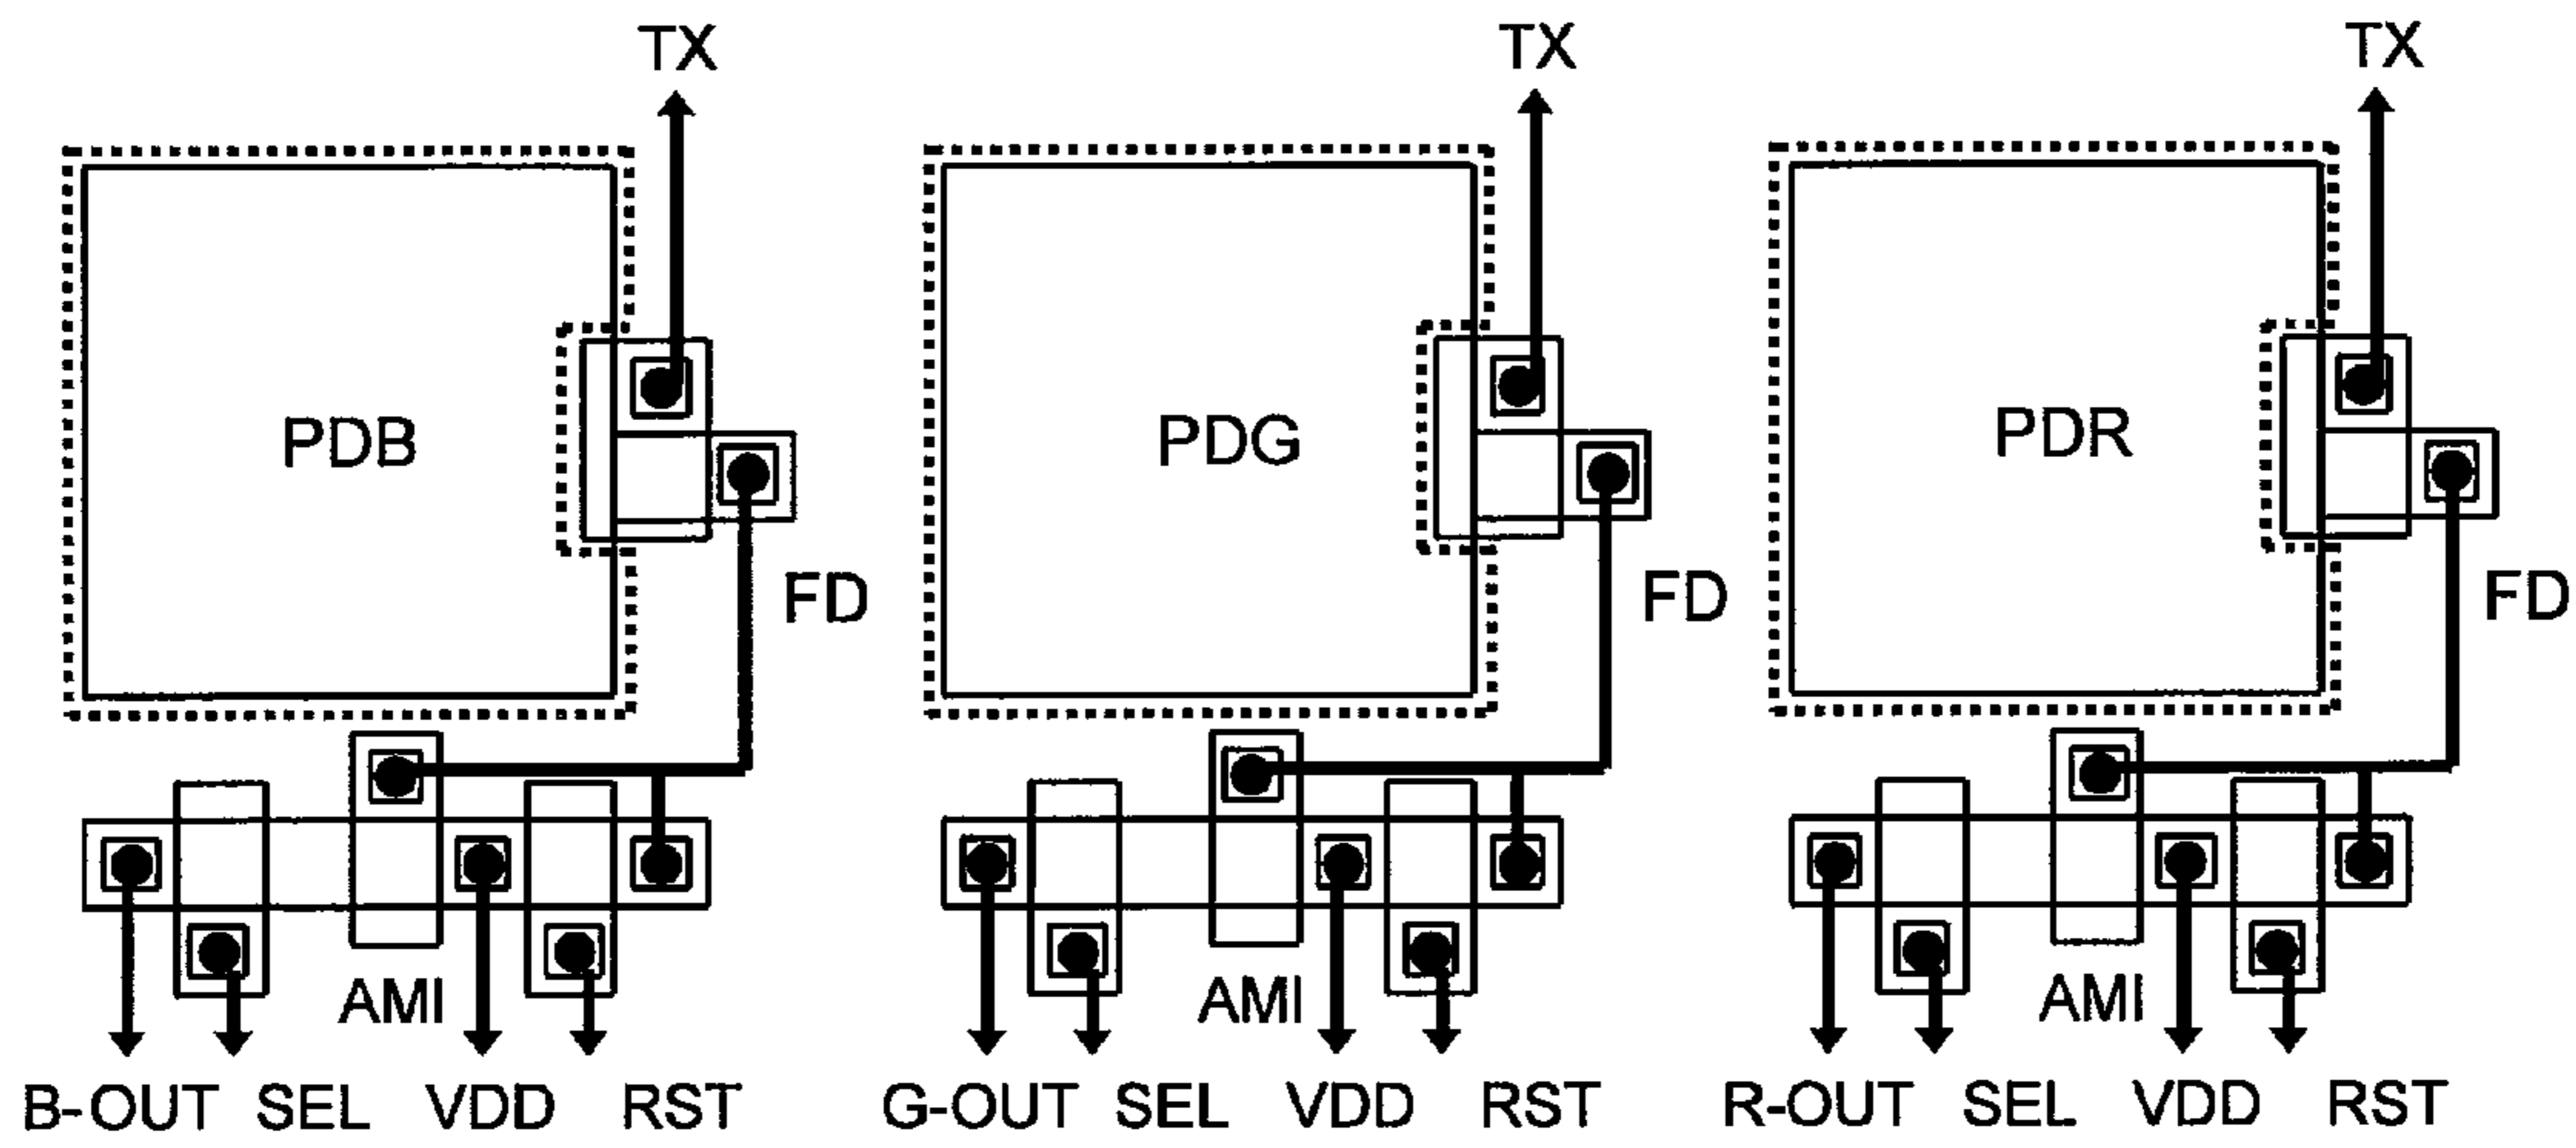 TX TX TX
PDB PDG PDR
FD FD FD
AMI AMI AMI
B-OUT SEL VDD RST G-OUT SEL VDD RST R-OUT SEL VDD RST